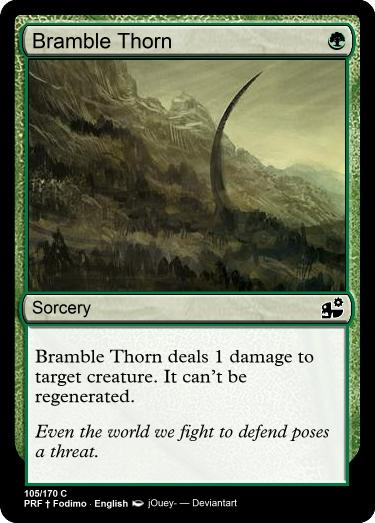 Bramble Thorn
Sorcery
Bramble Thorn deals 1 damage to
target creature. It can't be
regenerated.
Even the world we fight to defend poses
a threat.
105/170 C
PRF † Fodimo · English jOuey- — Deviantart